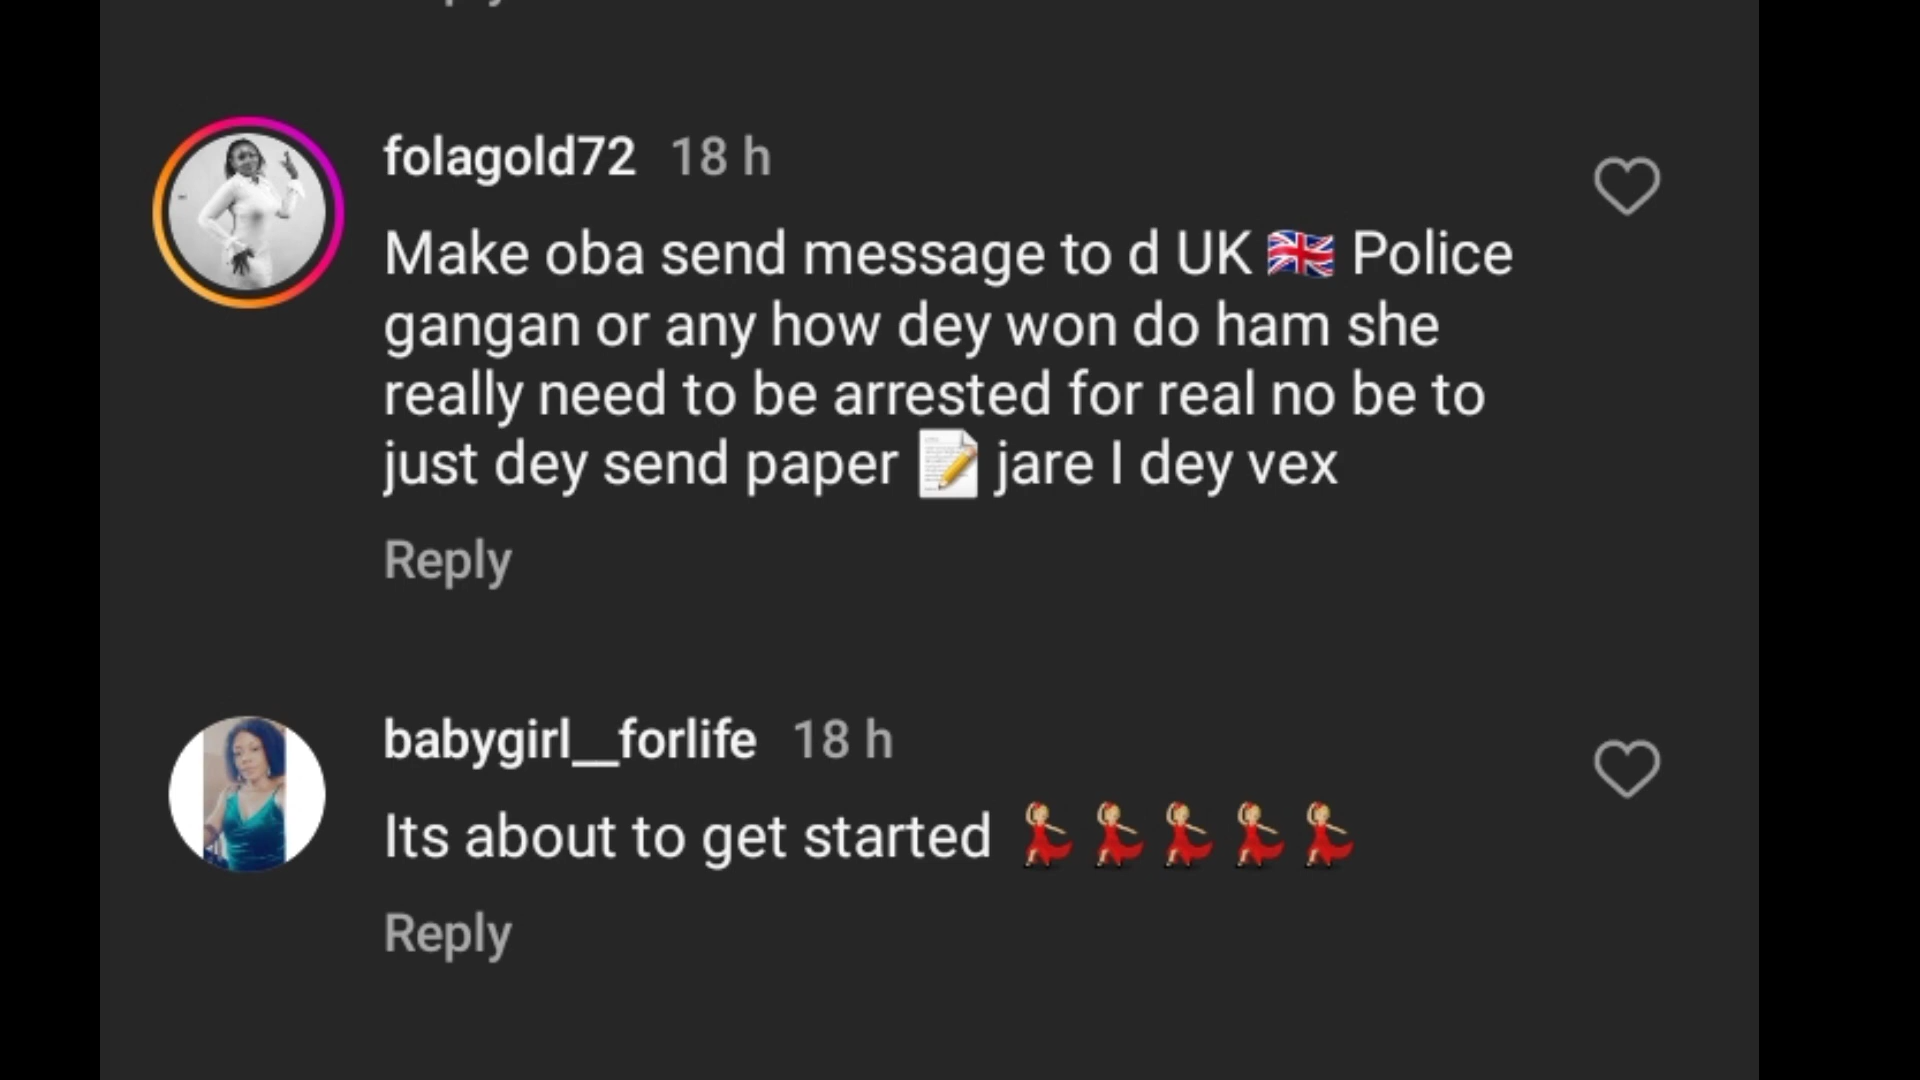 folagold72 18 h
Make oba send message to d UK 🇬🇧 Police
gangan or any how dey won do ham she
really need to be arrested for real no be to
just dey send paper 📝 jare I dey vex
Reply
babygirl__forlife 18 h
Its about to get started 💃💃💃💃💃
Reply